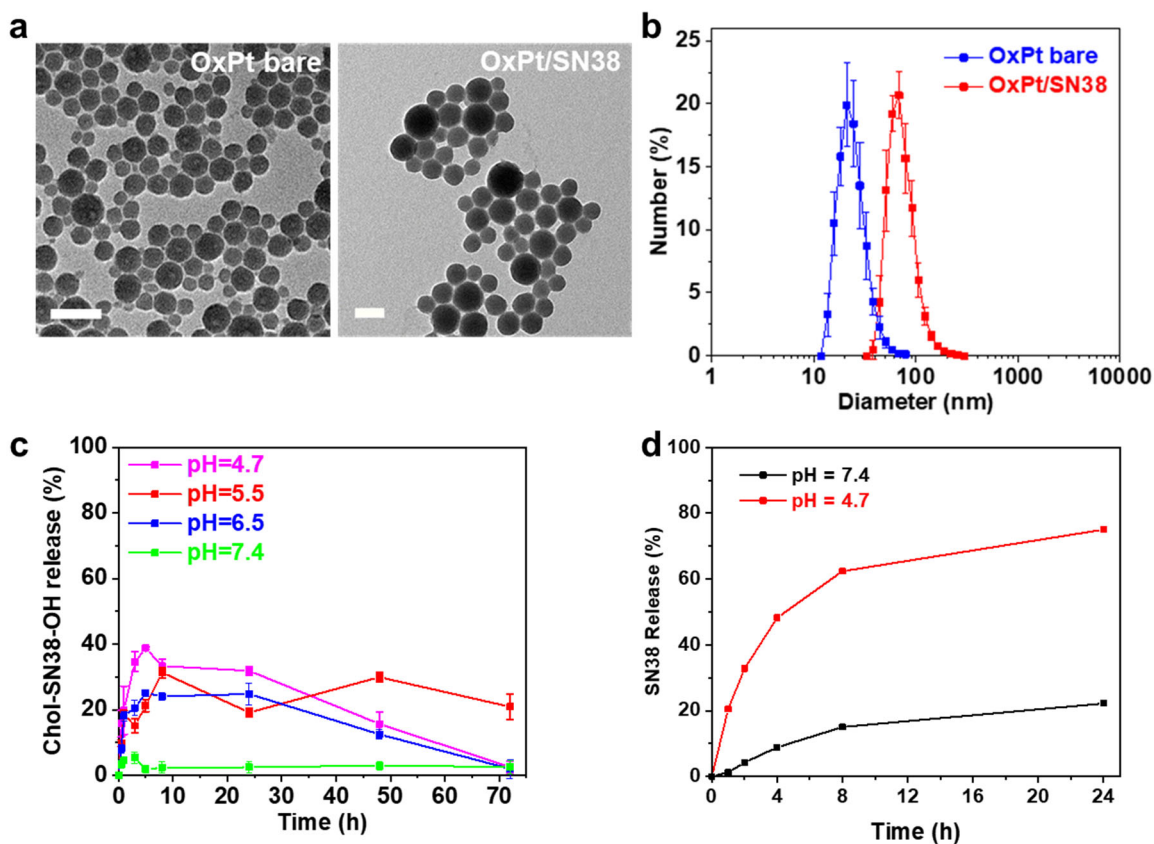 a
OxPt bare
OxPt/SN38
b
25
20
15
10
5
0
Number (%)
OxPt bare
OxPt/SN38
1
10
100
1000
10000
Diameter (nm)
c
100
80
60
40
20
0
Chol-SN38-OH release (%)
pH=4.7
pH=5.5
pH=6.5
pH=7.4
0
10
20
30
40
50
60
70
Time (h)
d
100
80
60
40
20
0
SN38 Release (%)
pH = 7.4
pH = 4.7
0
4
8
12
16
20
24
Time (h)